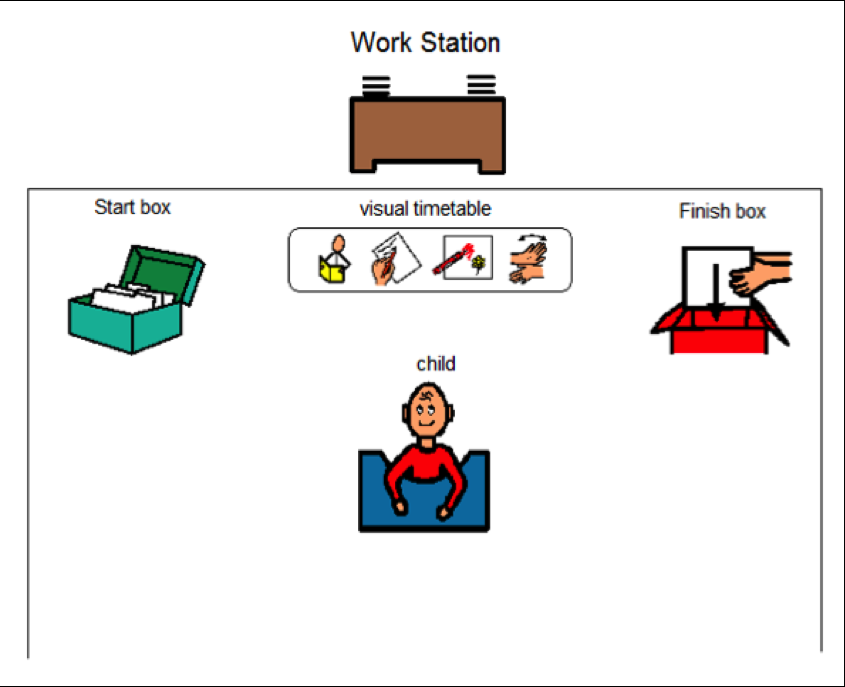 Work Station
Start box
visual timetable
Finish box
child